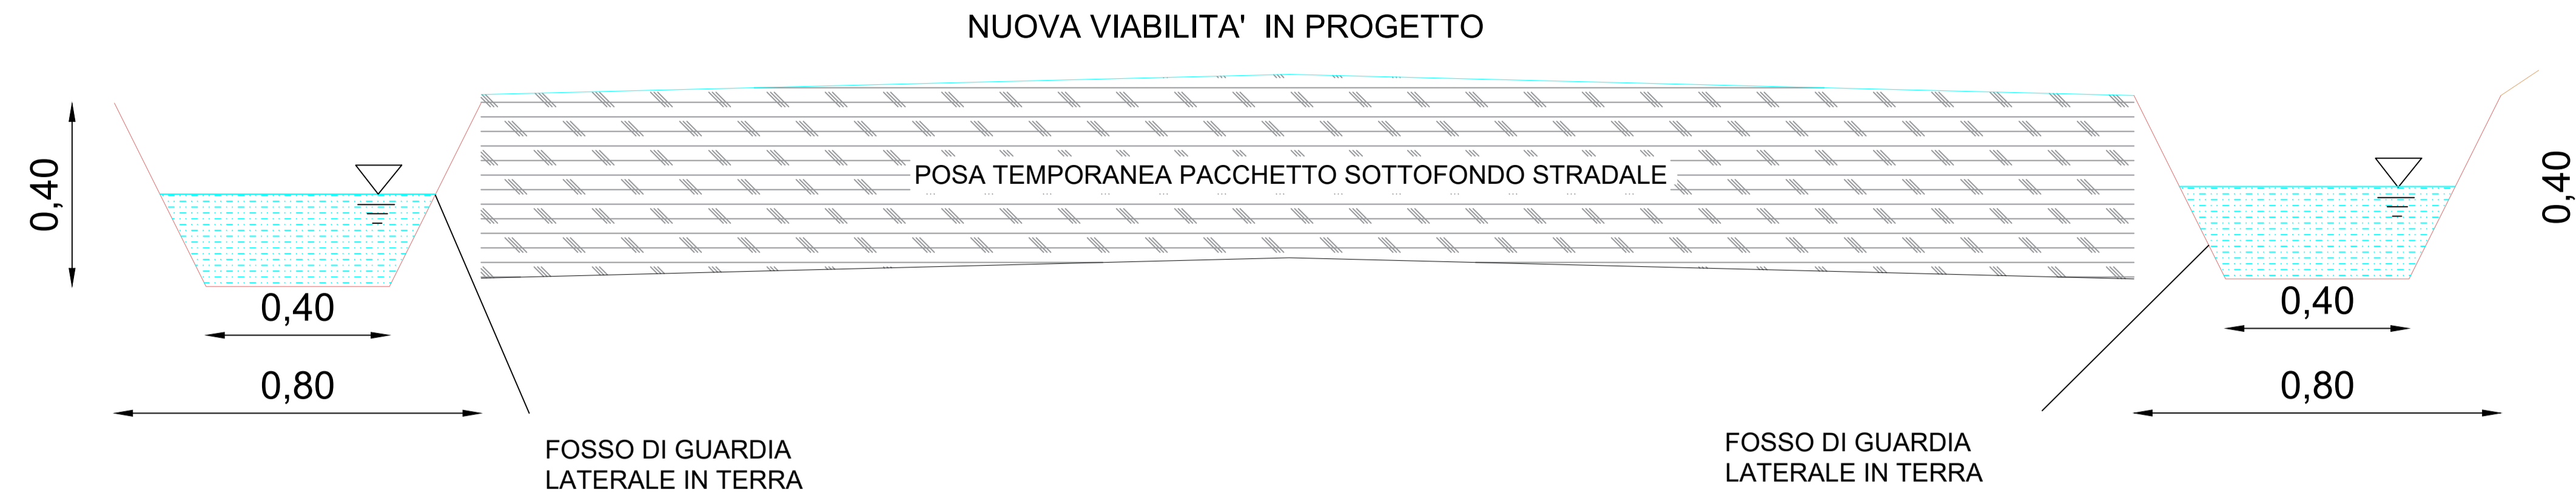 NUOVA VIABILITA' IN PROGETTO
POSA TEMPORANEA PACCHETTO SOTTOFONDO STRADALE
0,40
0,40
0,80
FOSSO DI GUARDIA
LATERALE IN TERRA
0,40
0,40
0,80
FOSSO DI GUARDIA
LATERALE IN TERRA